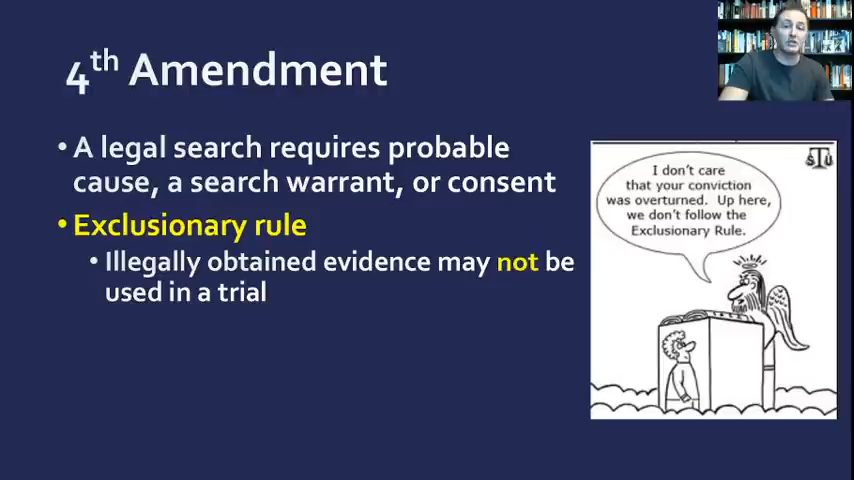 4th Amendment
• A legal search requires probable
cause, a search warrant, or consent
• Exclusionary rule
• Illegally obtained evidence may not be
used in a trial
I don't care
that your conviction
was overturned. Up here,
we don't follow the
Exclusionary Rule.